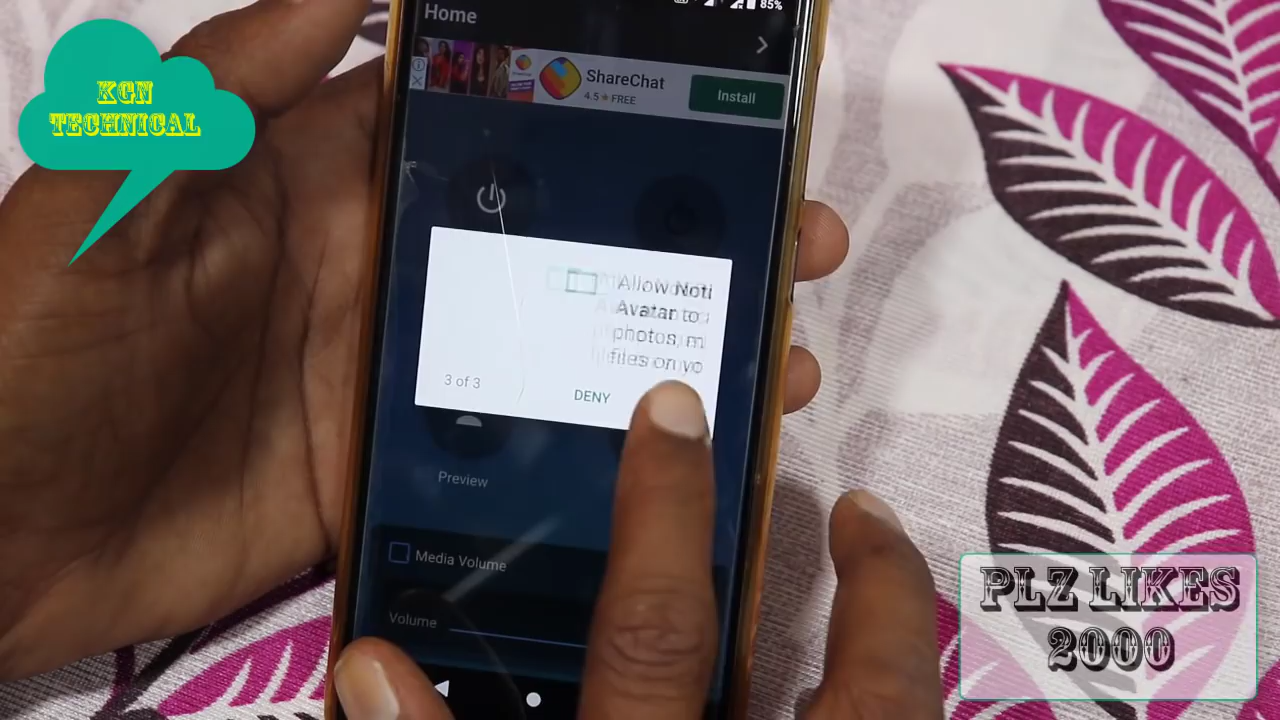 85%
Home
KGN
TECHNICAL
ShareChat
4.5 FREE
Install
Allow Noti
Avatar to
photos, m
files on yo
3 of 3
DENY
Preview
Media Volume
Volume
PLZ LIKES
2000